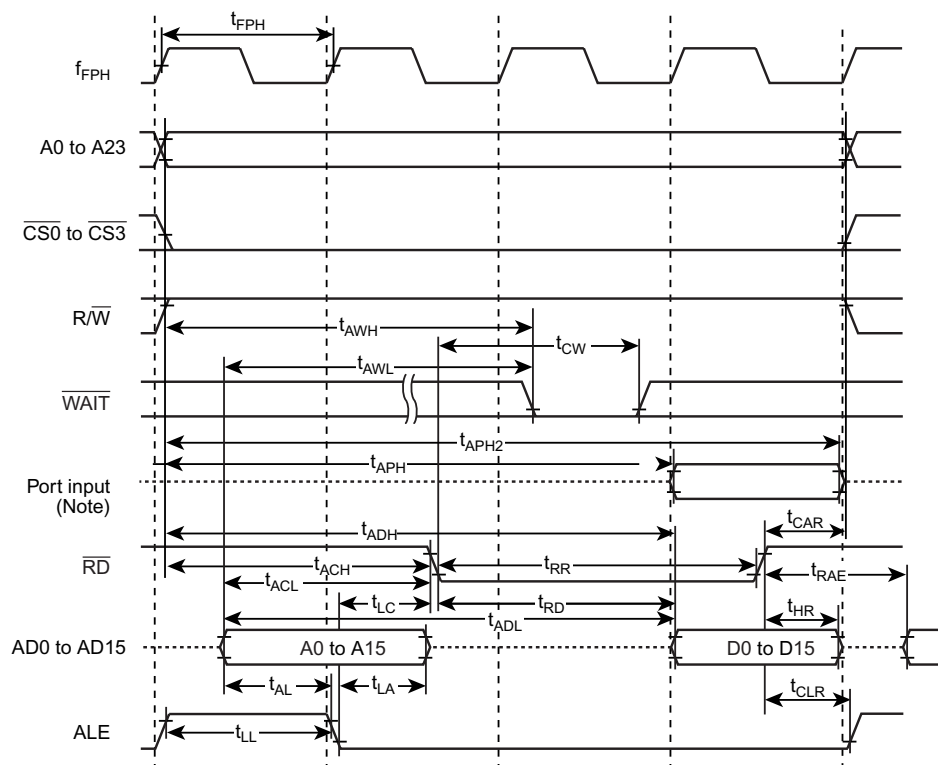 tFPH
fFPH
A0 to A23
CS0 to CS3
R/W
tAWH
tCW
tAWL
WAIT
tAPH2
tAPH
Port input
(Note)
tADH
tCAR
RD
tACH
tRR
tRAE
tACL
tLC
tRD
tHR
tADL
AD0 to AD15
A0 to A15
D0 to D15
tAL
tLA
tCLR
ALE
tLL